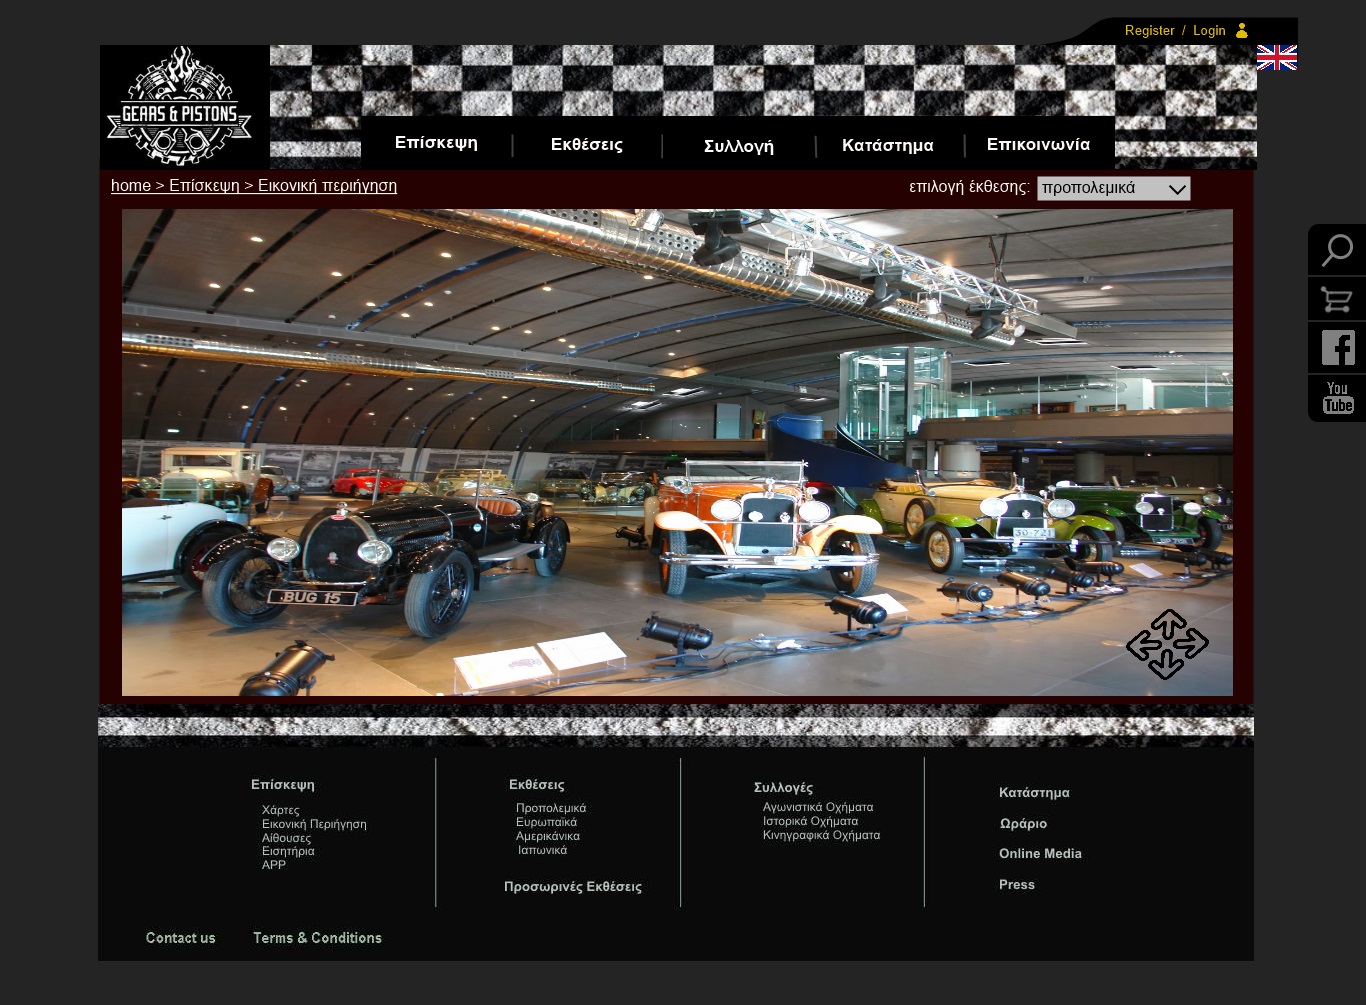 Register / Login
GEARS & PISTONS
Επίσκεψη
Εκθέσεις
Συλλογή
Κατάστημα
Επικοινωνία
home > Επίσκεψη > Εικονική περιήγηση
επιλογή έκθεσης:
προπολεμικά
You
Tube
30·721
BUG 15
Επίσκεψη
Χάρτες
Εικονική Περιήγηση
Αίθουσες
Εισητήρια
APP
Εκθέσεις
Προπολεμικά
Ευρωπαϊκά
Αμερικάνικα
Ιαπωνικά
Προσωρινές Εκθέσεις
Συλλογές
Αγωνιστικά Οχήματα
Ιστορικά Οχήματα
Κινηγραφικά Οχήματα
Κατάστημα
Ωράριο
Online Media
Press
Contact us
Terms & Conditions